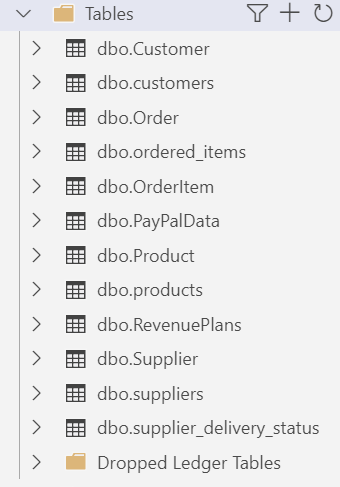 Tables
dbo.Customer
dbo.customers
dbo.Order
dbo.ordered_items
dbo.OrderItem
dbo.PayPalData
dbo.Product
dbo.products
dbo.RevenuePlans
dbo.Supplier
dbo.suppliers
dbo.supplier_delivery_status
Dropped Ledger Tables